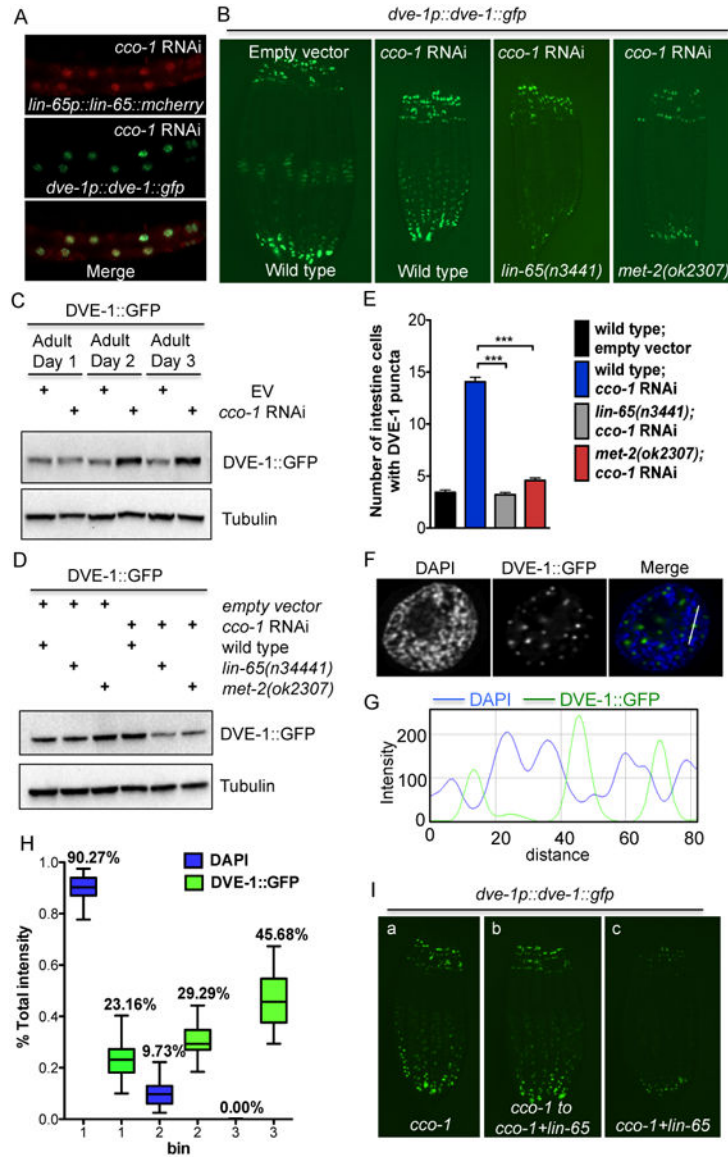 A
cco-1 RNAi
lin-65p::lin-65::mcherry
cco-1 RNAi
dve-1p::dve-1::gfp
Merge
B
dve-1p::dve-1::gfp
Empty vector
cco-1 RNAi
cco-1 RNAi
cco-1 RNAi
Wild type
Wild type
lin-65(n3441)
met-2(ok2307)
C
DVE-1::GFP
Adult Day 1
Adult Day 2
Adult Day 3
+ + + EV
+ + + cco-1 RNAi
DVE-1::GFP
Tubulin
D
DVE-1::GFP
+ + + empty vector
+ + + cco-1 RNAi
+ + wild type
+ + lin-65(n34441)
+ + met-2(ok2307)
DVE-1::GFP
Tubulin
E
Number of intestine cells
with DVE-1 puncta
20
15
10
5
0
***
***
wild type;
empty vector
wild type;
cco-1 RNAi
lin-65(n3441);
cco-1 RNAi
met-2(ok2307);
cco-1 RNAi
F
DAPI
DVE-1::GFP
Merge
G
DAPI
DVE-1::GFP
Intensity
200
100
0
0 20 40 60 80
distance
H
% Total intensity
1.0
0.8
0.6
0.4
0.2
0.0
90.27%
23.16%
9.73%
29.29%
0.00%
45.68%
DAPI
DVE-1::GFP
1 1 2 2 3 3
bin
I
dve-1p::dve-1::gfp
a
b
c
cco-1
cco-1 to
cco-1+lin-65
cco-1+lin-65